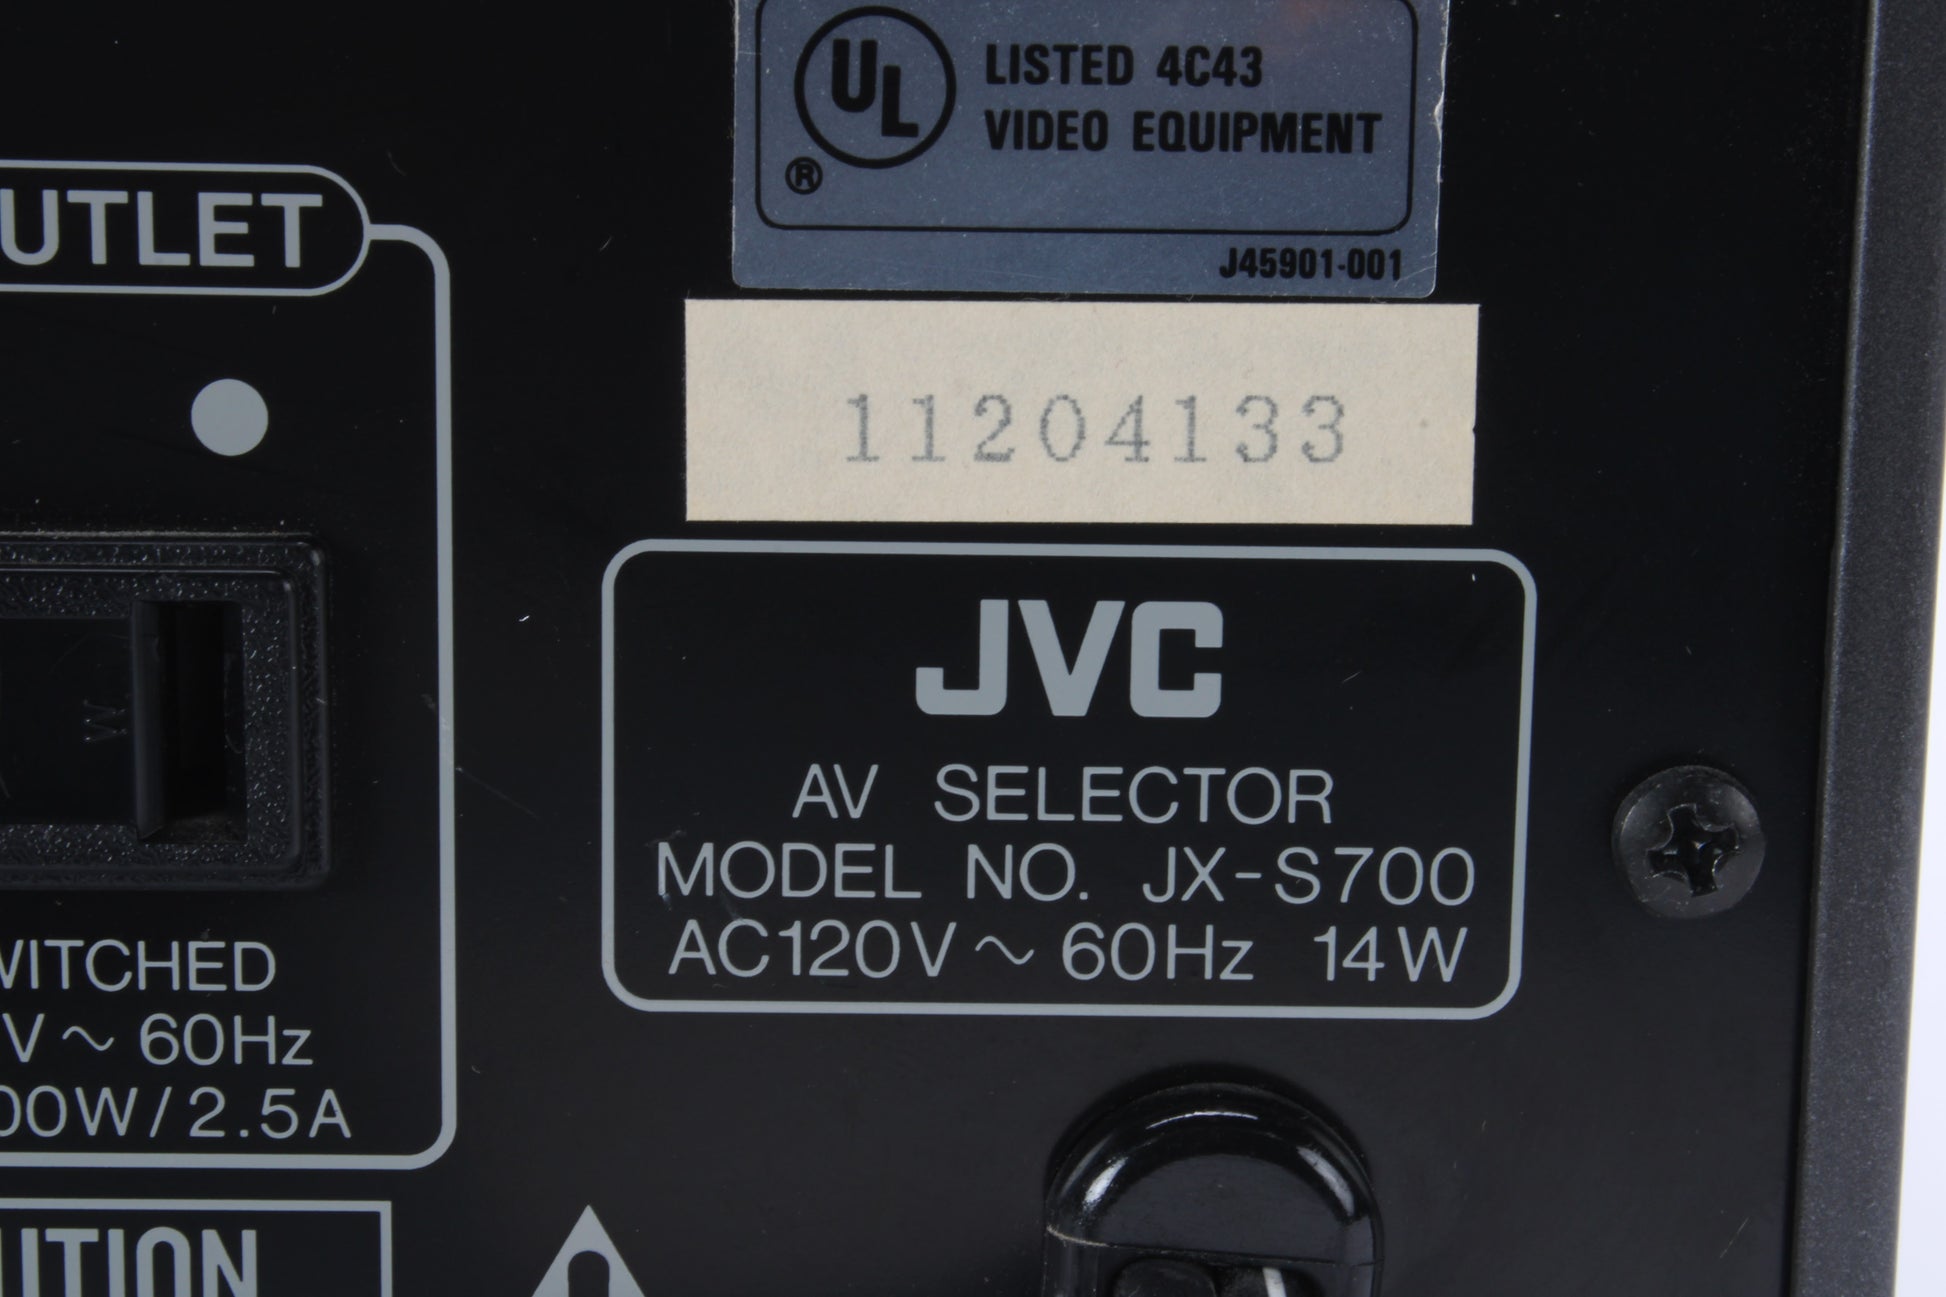 UL
LISTED 4C43
VIDEO EQUIPMENT
®
J45901-001
11204133
UTLET
W
JVC
AV SELECTOR
MODEL NO. JX-S700
AC120V ~ 60Hz 14W
WITCHED
V ~ 60Hz
00W/2.5A
UTION